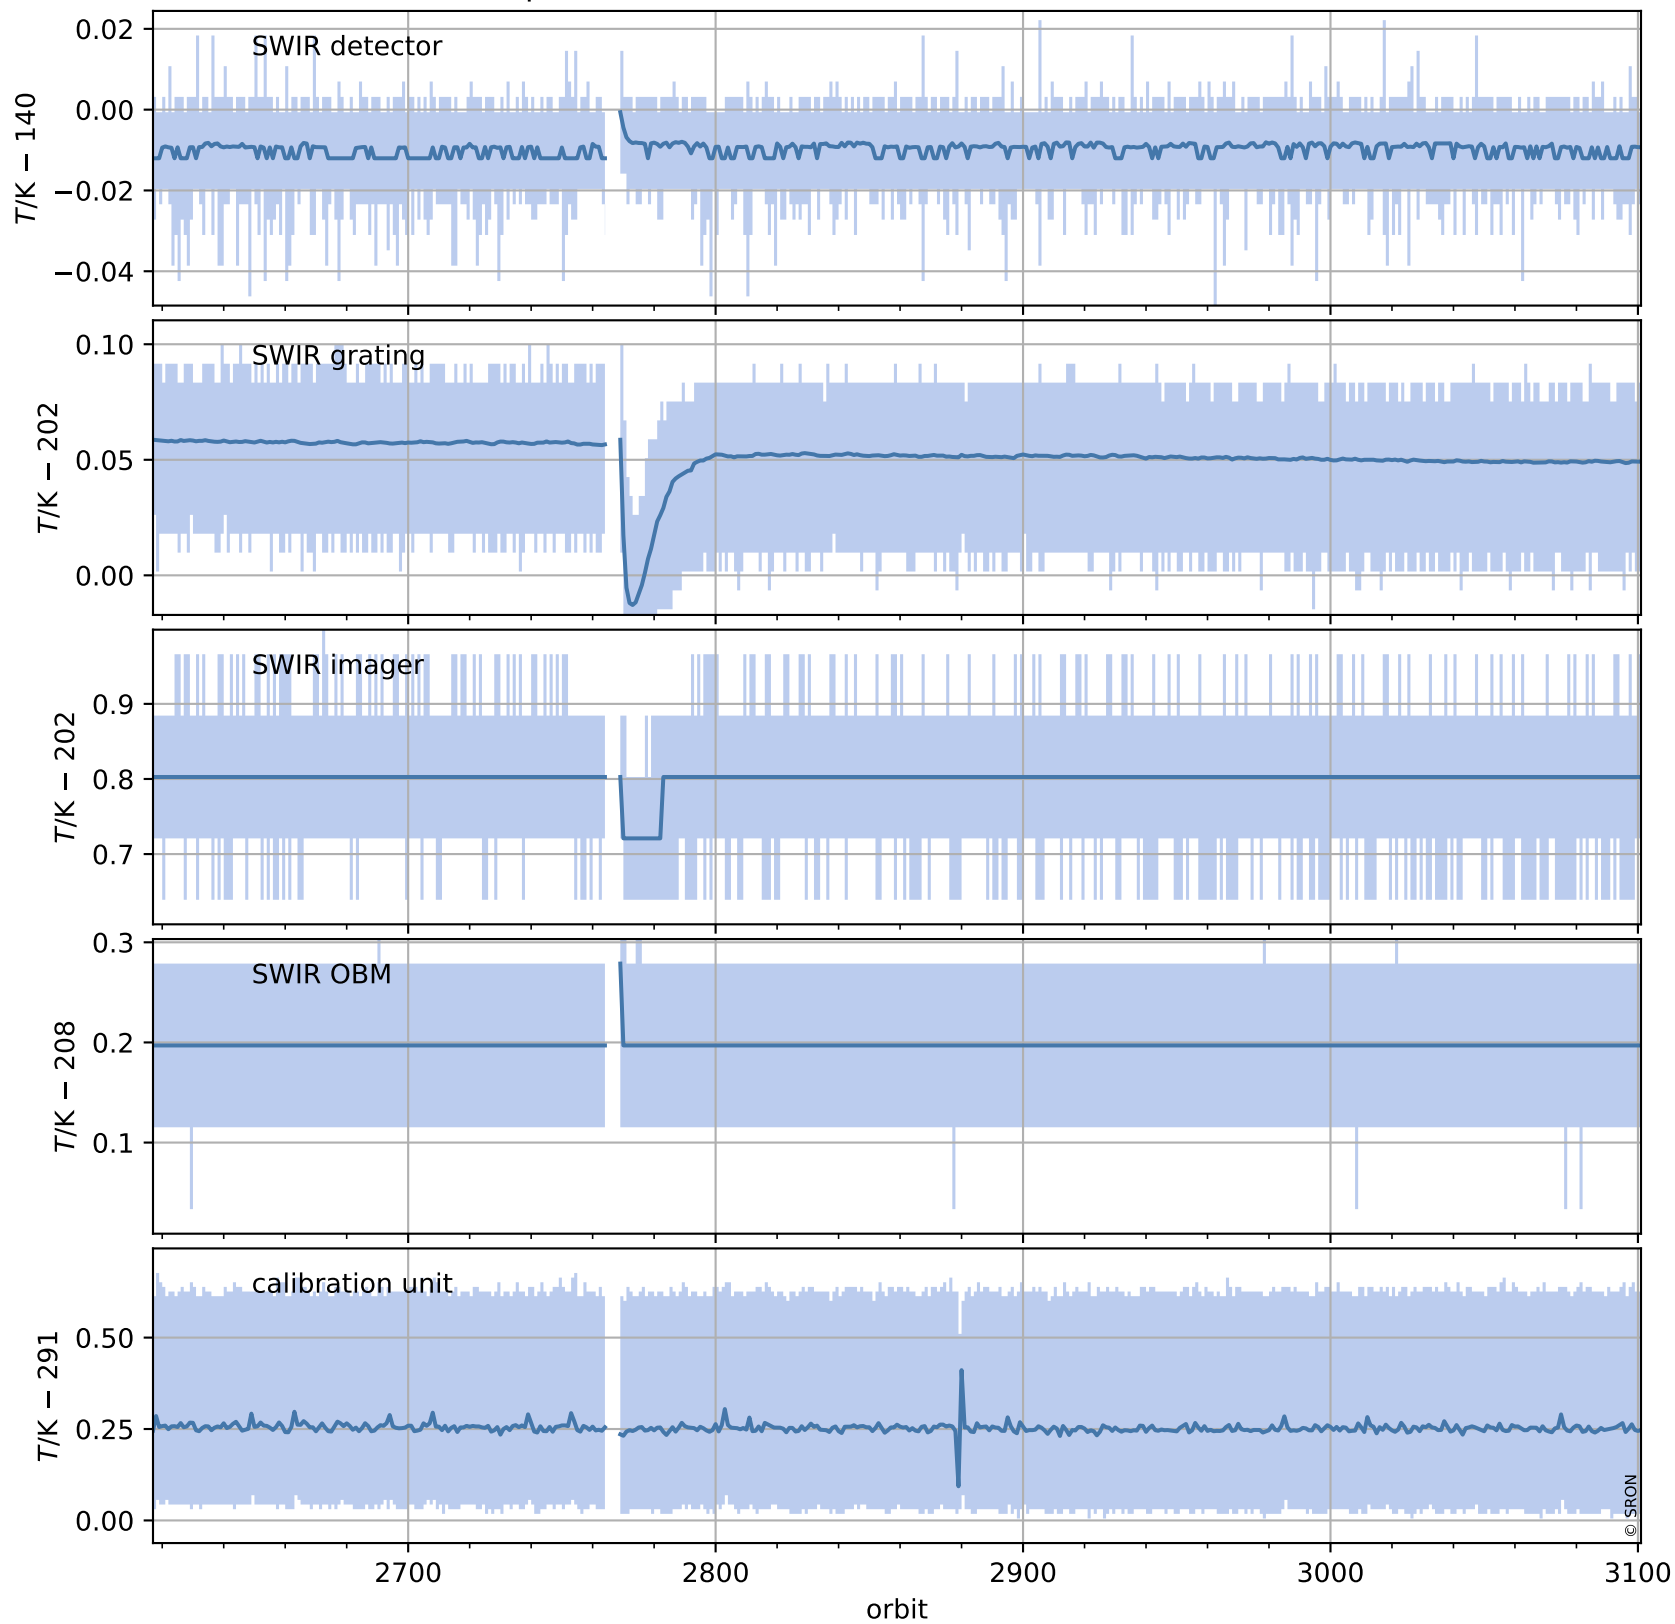 0.02
0.00
−0.02
−0.04
T/K − 140
SWIR detector
0.10
0.05
0.00
T/K − 202
SWIR grating
0.9
0.8
0.7
T/K − 202
SWIR imager
0.3
0.2
0.1
T/K − 208
SWIR OBM
0.50
0.25
0.00
T/K − 291
calibration unit
© SRON
2700 2800 2900 3000 3100
orbit